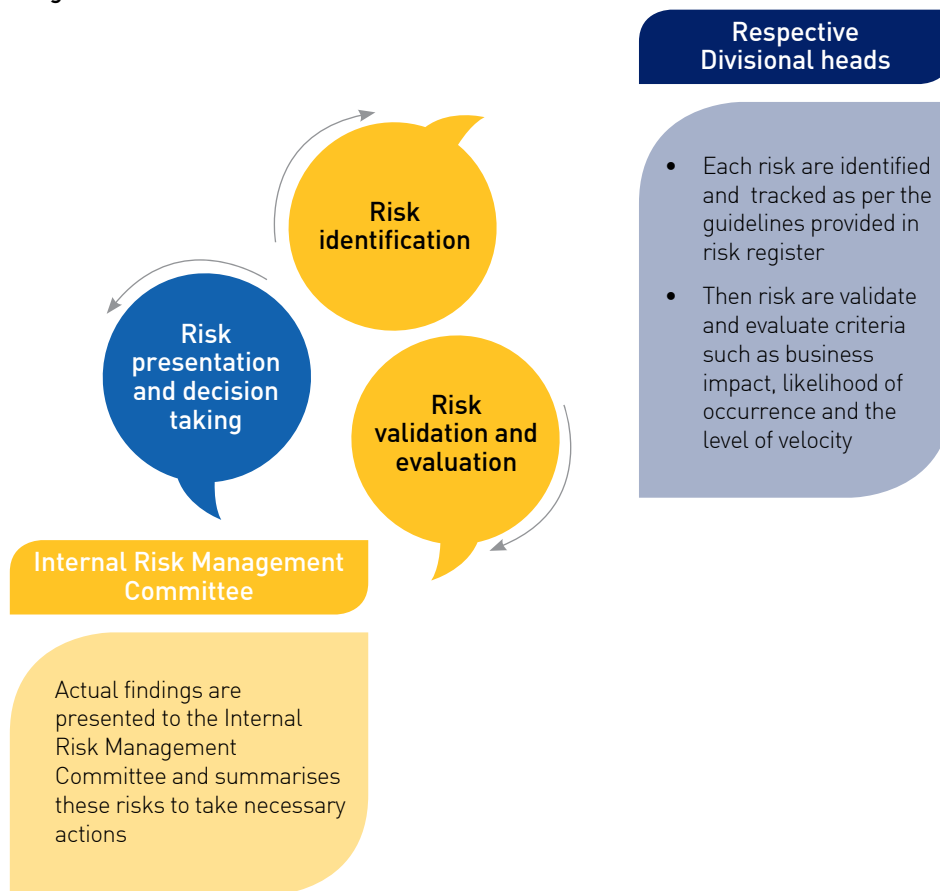 Respective
Divisional heads
• Each risk are identified
and tracked as per the
guidelines provided in
risk register
• Then risk are validate
and evaluate criteria
such as business
impact, likelihood of
occurrence and the
level of velocity
Risk
identification
Risk
presentation
and decision
taking
Risk
validation and
evaluation
Internal Risk Management
Committee
Actual findings are
presented to the Internal
Risk Management
Committee and summarises
these risks to take necessary
actions